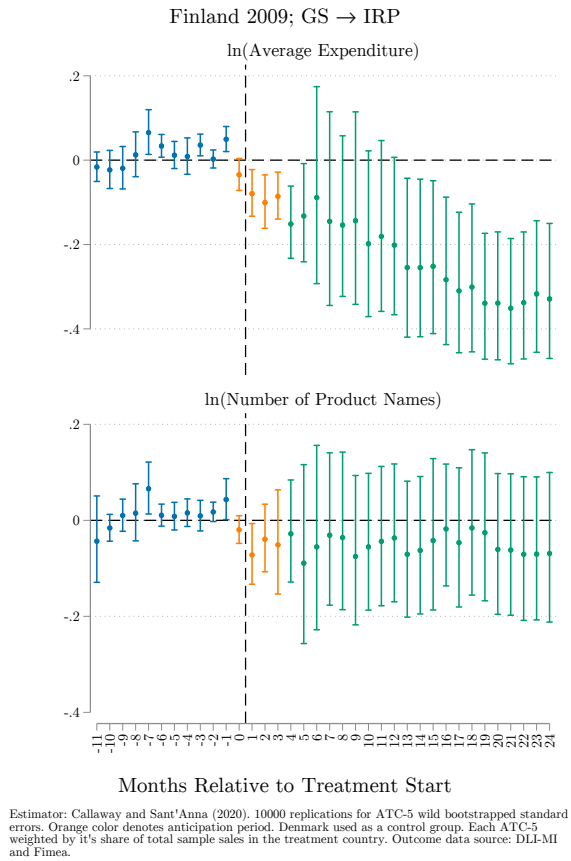 Finland 2009; GS → IRP
ln(Average Expenditure)
.2
0
-.2
-.4
ln(Number of Product Names)
.2
0
-.2
-.4
-11 -10 -9 -8 -7 -6 -5 -4 -3 -2 -1 0 1 2 3 4 5 6 7 8 9 10 11 12 13 14 15 16 17 18 19 20 21 22 23 24
Months Relative to Treatment Start
Estimator: Callaway and Sant'Anna (2020). 10000 replications for ATC-5 wild bootstrapped standard
errors. Orange color denotes anticipation period. Denmark used as a control group. Each ATC-5
weighted by it's share of total sample sales in the treatment country. Outcome data source: DLI-MI
and Fimea.